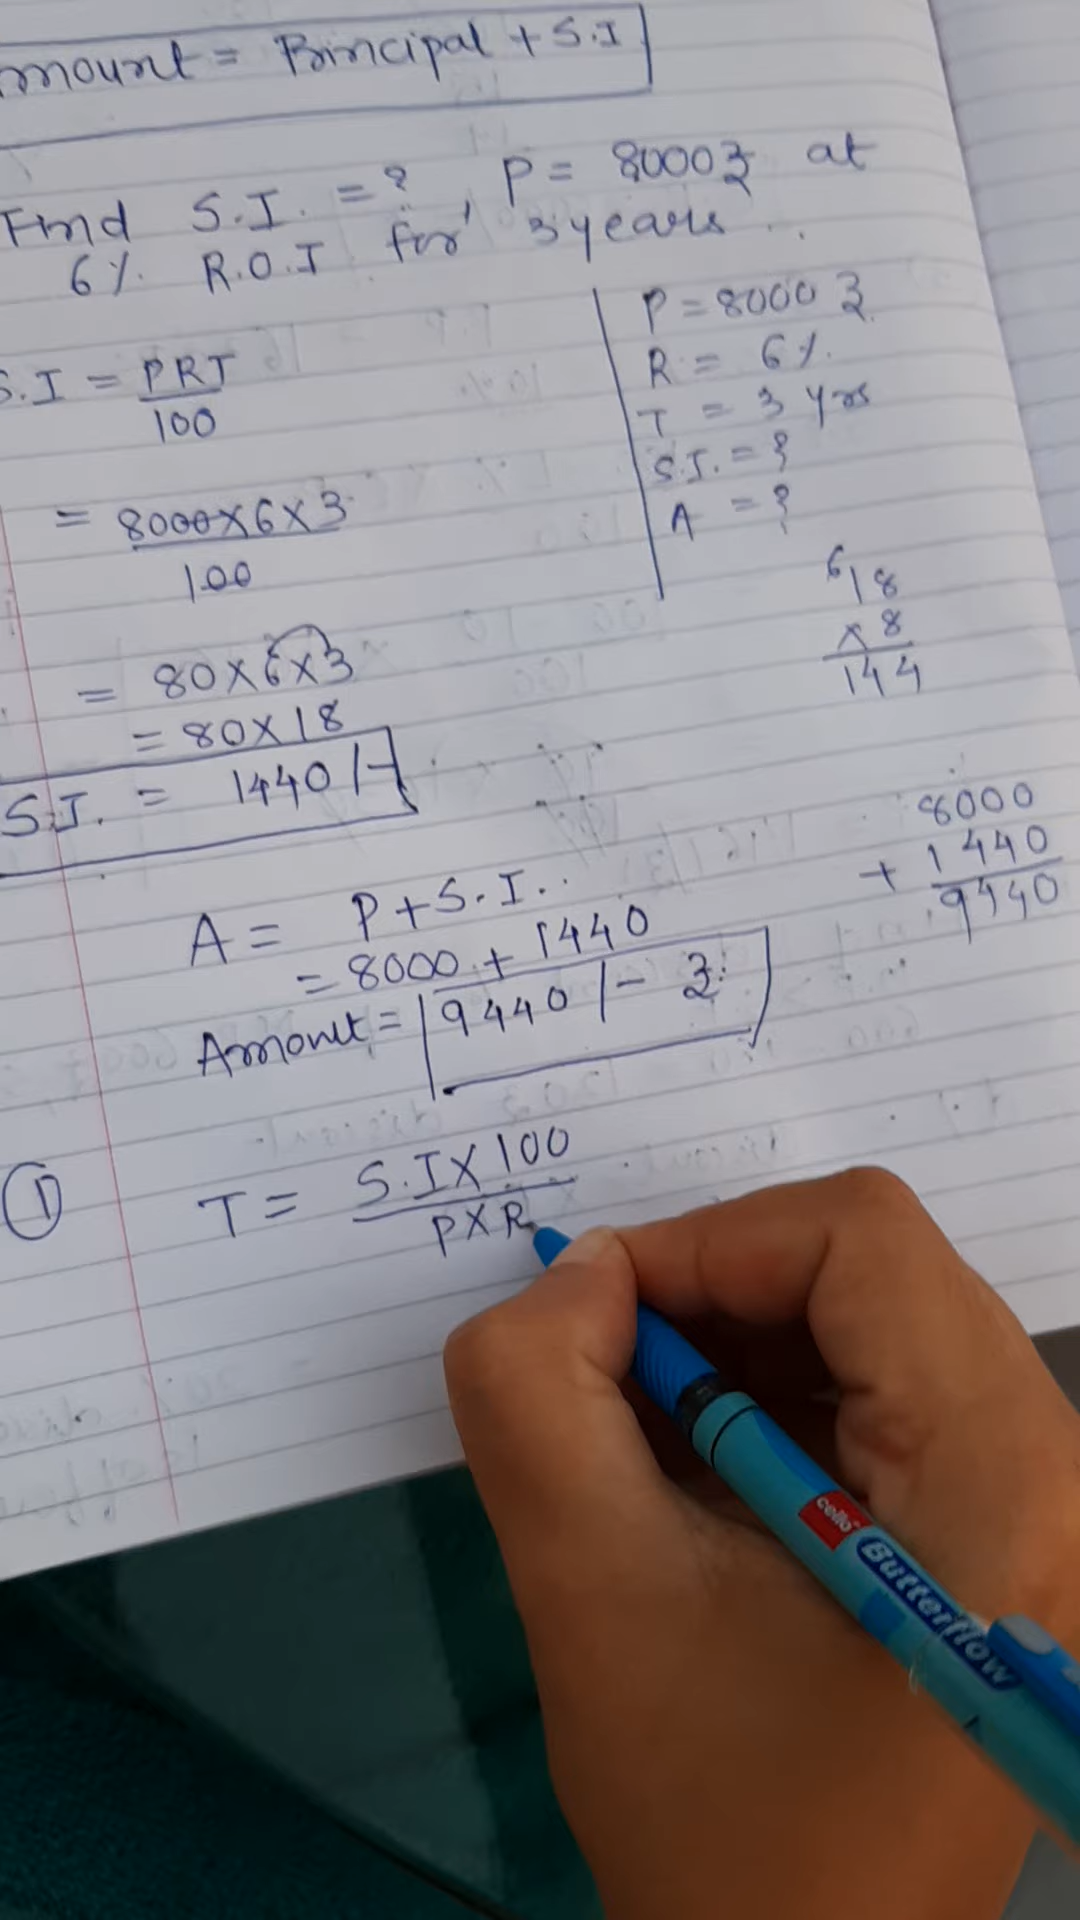 mount = Principal + S.I
Find S.I. = ? , P = 8000₹ at
6% R.O.I for 3 years
S.I = PRT
100
P = 8000 ₹
R = 6%
T = 3 yrs
S.I. = ?
A = ?
= 8000×6×3
100
6
18
× 8
144
= 80×6×3
= 80×18
S.I. = 1440/-
8000
+ 1440
9440
A = P + S.I.
= 8000 + 1440
Amount = 9440/- ₹
① T = S.I × 100
P × R
cello
Butterflow